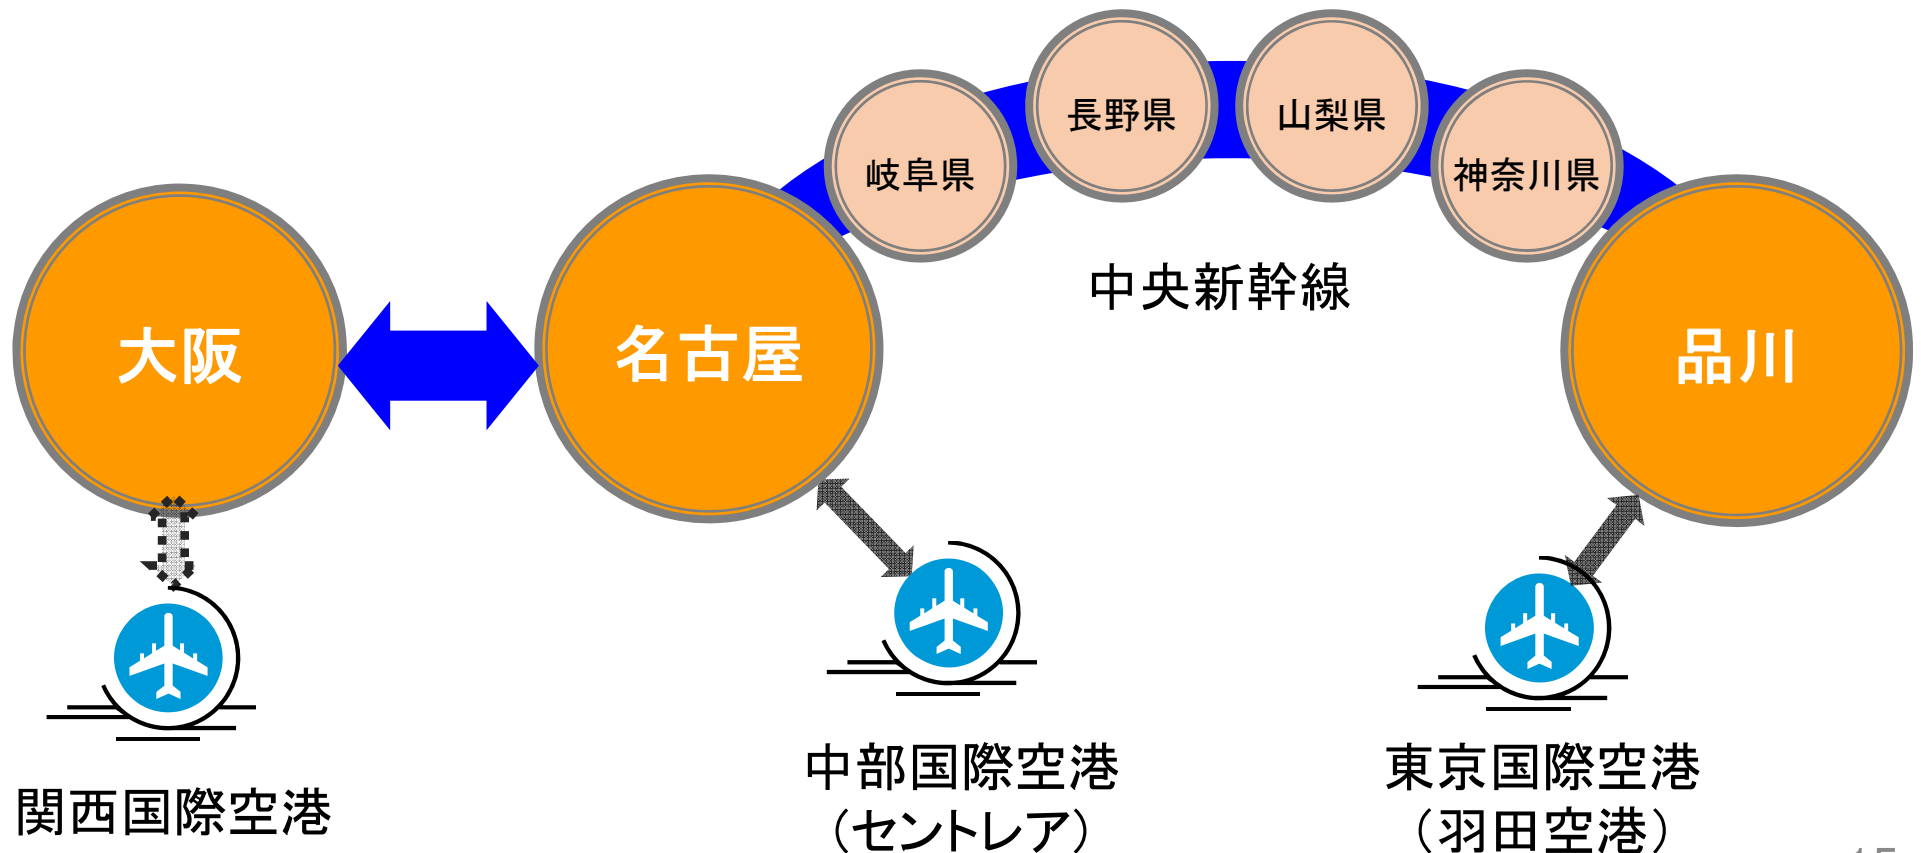 長野県
山梨県
岐阜県
神奈川県
中央新幹線
大阪
名古屋
品川
関西国際空港
中部国際空港
（セントレア）
東京国際空港
（羽田空港）
15